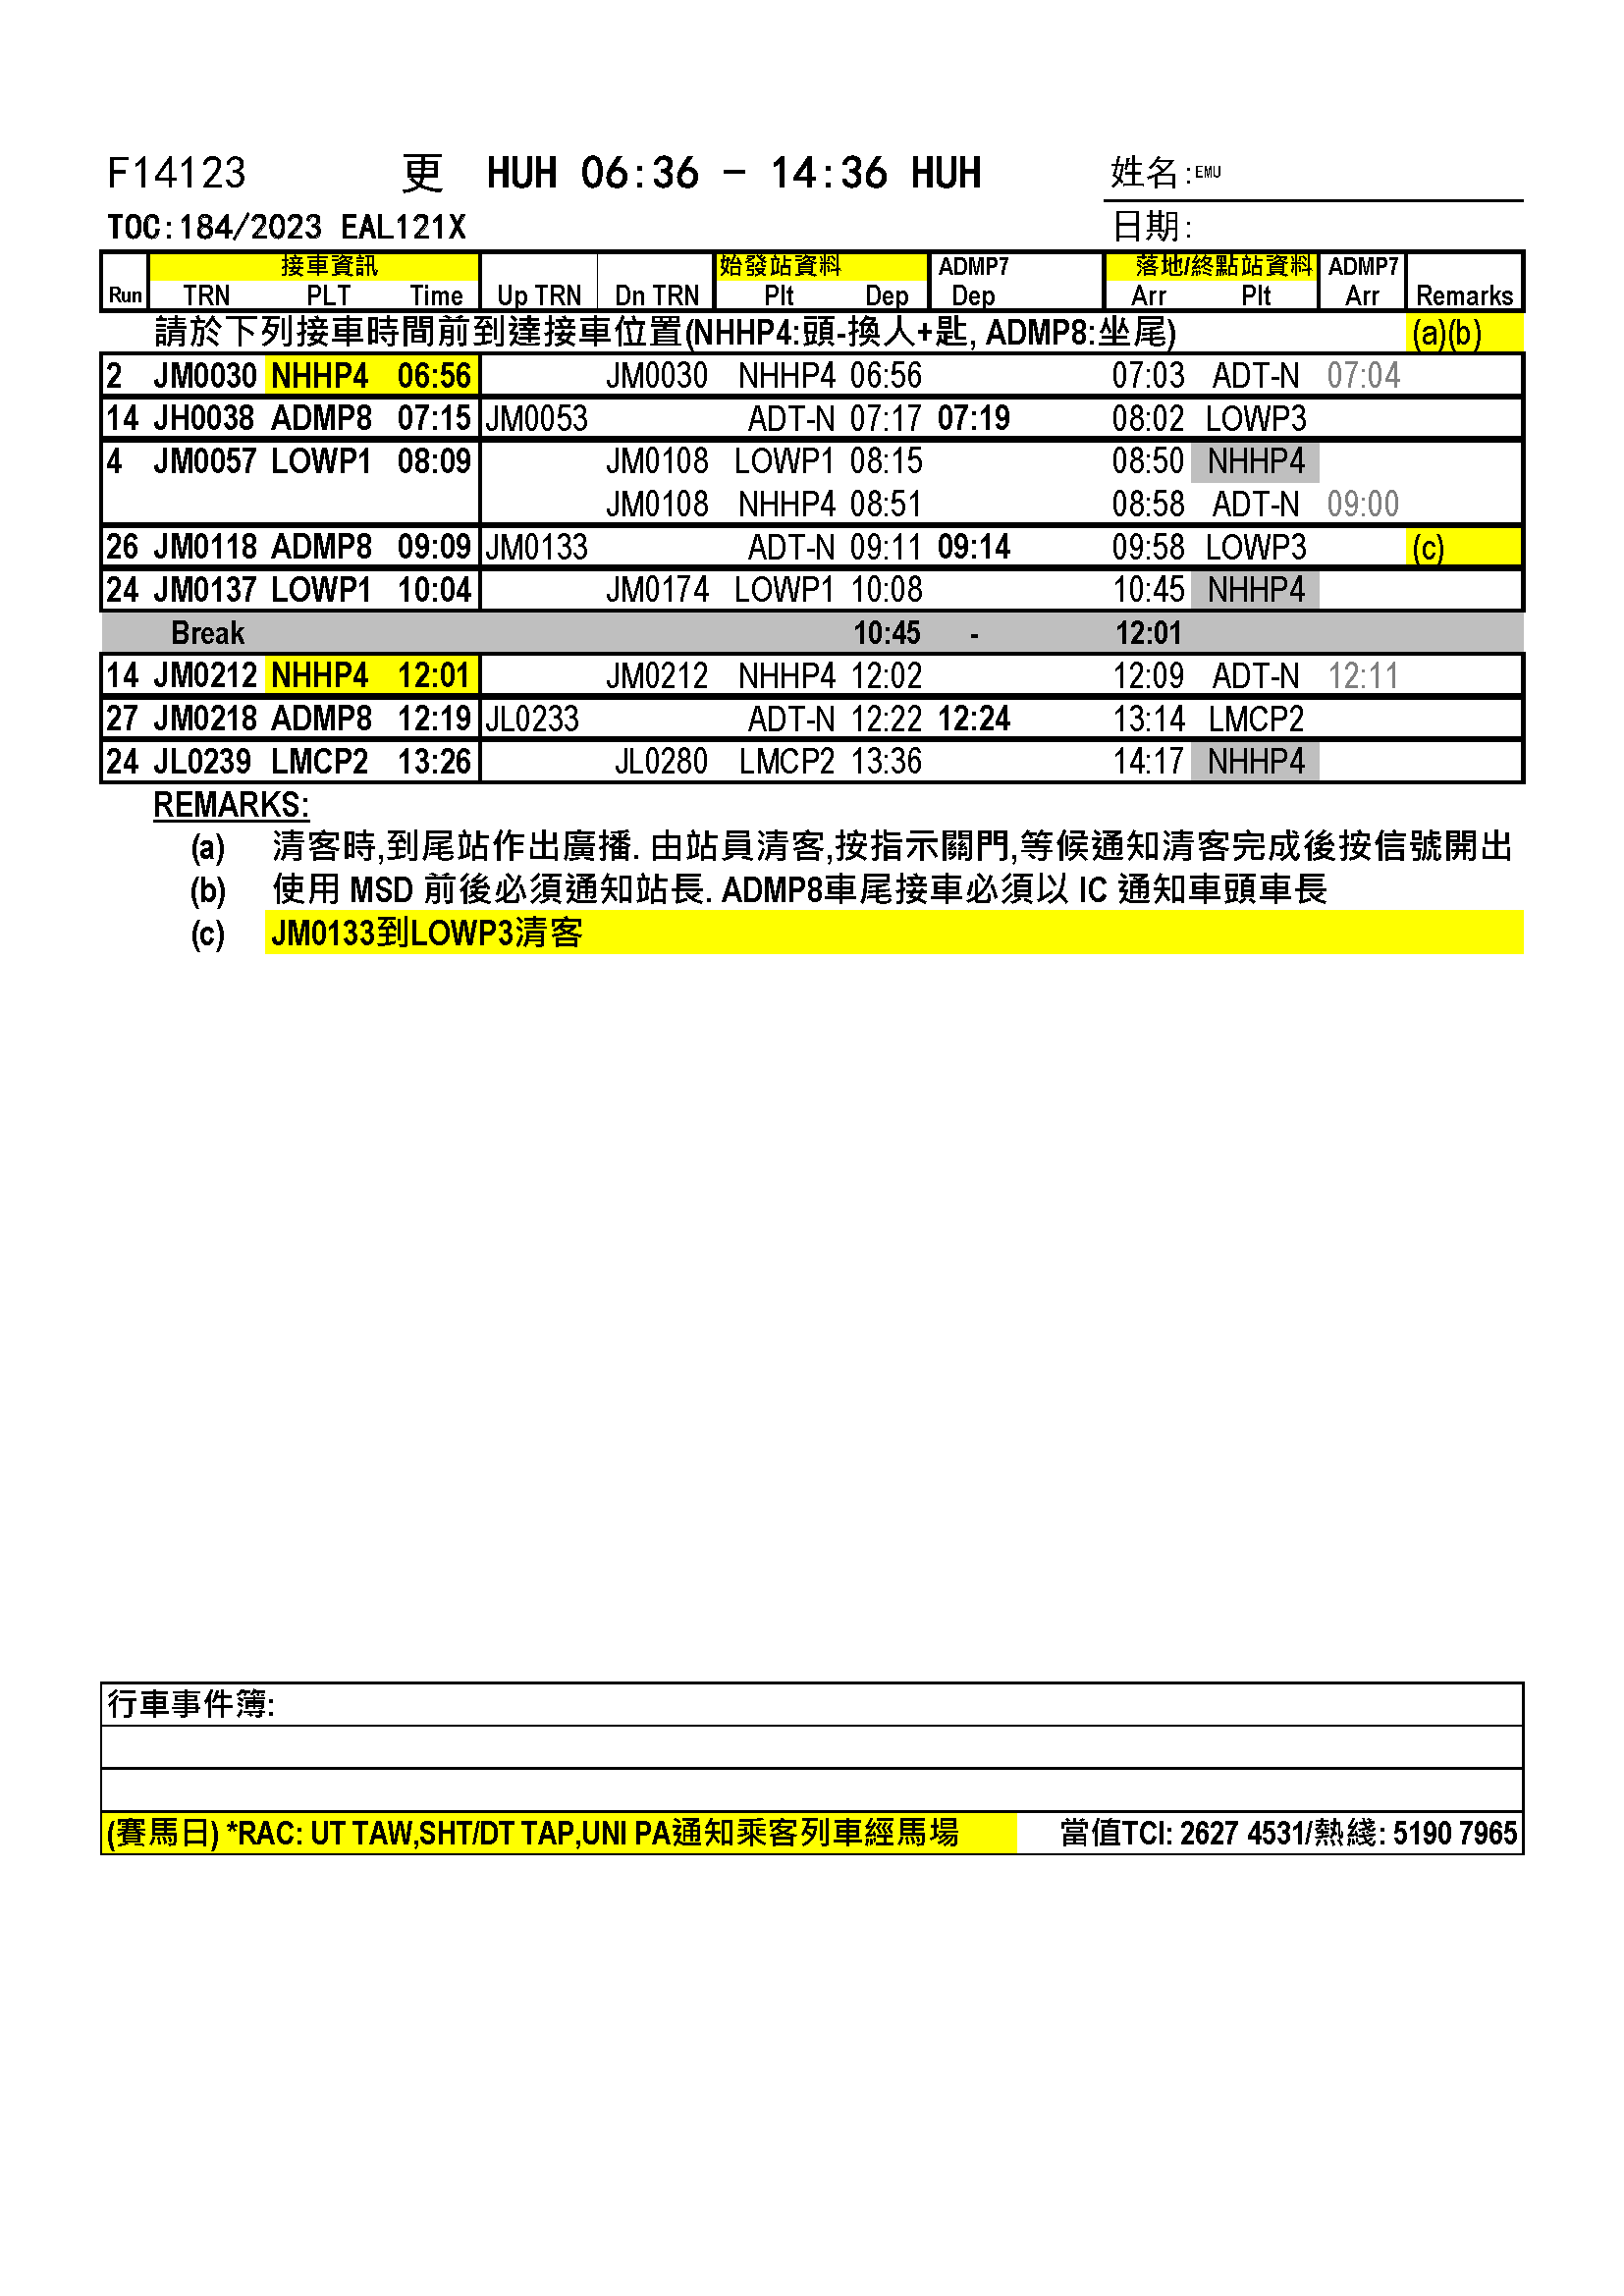 F14123 更 HUH 06:36 - 14:36 HUH 姓名:EMU
TOC:184/2023 EAL121X 日期:
接車資訊 始發站資料 ADMP7 落地/終點站資料 ADMP7
Run TRN PLT Time Up TRN Dn TRN Plt Dep Dep Arr Plt Arr Remarks
請於下列接車時間前到達接車位置(NHHP4:頭-換人+匙, ADMP8:坐尾) (a)(b)
2 JM0030 NHHP4 06:56 JM0030 NHHP4 06:56 07:03 ADT-N 07:04
14 JH0038 ADMP8 07:15 JM0053 ADT-N 07:17 07:19 08:02 LOWP3
4 JM0057 LOWP1 08:09 JM0108 LOWP1 08:15 08:50 NHHP4
JM0108 NHHP4 08:51 08:58 ADT-N 09:00
26 JM0118 ADMP8 09:09 JM0133 ADT-N 09:11 09:14 09:58 LOWP3 (c)
24 JM0137 LOWP1 10:04 JM0174 LOWP1 10:08 10:45 NHHP4
Break 10:45 - 12:01
14 JM0212 NHHP4 12:01 JM0212 NHHP4 12:02 12:09 ADT-N 12:11
27 JM0218 ADMP8 12:19 JL0233 ADT-N 12:22 12:24 13:14 LMCP2
24 JL0239 LMCP2 13:26 JL0280 LMCP2 13:36 14:17 NHHP4
REMARKS:
(a) 清客時,到尾站作出廣播. 由站員清客,按指示關門,等候通知清客完成後按信號開出
(b) 使用 MSD 前後必須通知站長. ADMP8車尾接車必須以 IC 通知車頭車長
(c) JM0133到LOWP3清客
行車事件簿:
(賽馬日) *RAC: UT TAW,SHT/DT TAP,UNI PA通知乘客列車經馬場 當值TCI: 2627 4531/熱綫: 5190 7965